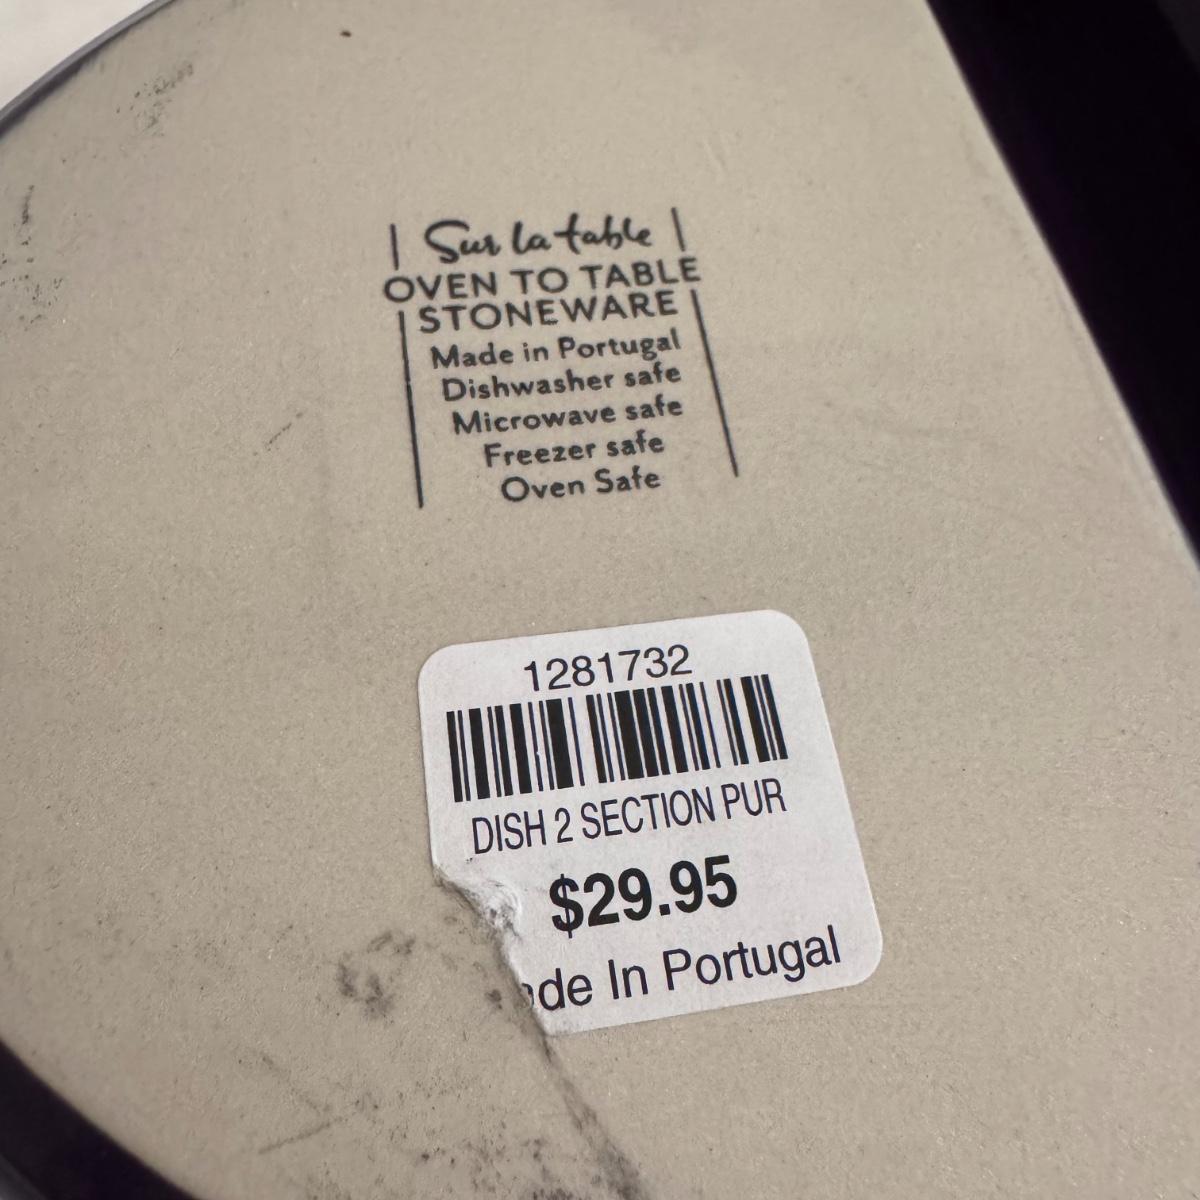 Sur la table
OVEN TO TABLE
STONEWARE
Made in Portugal
Dishwasher safe
Microwave safe
Freezer safe
Oven Safe
1281732
DISH 2 SECTION PUR
$29.95
de In Portugal